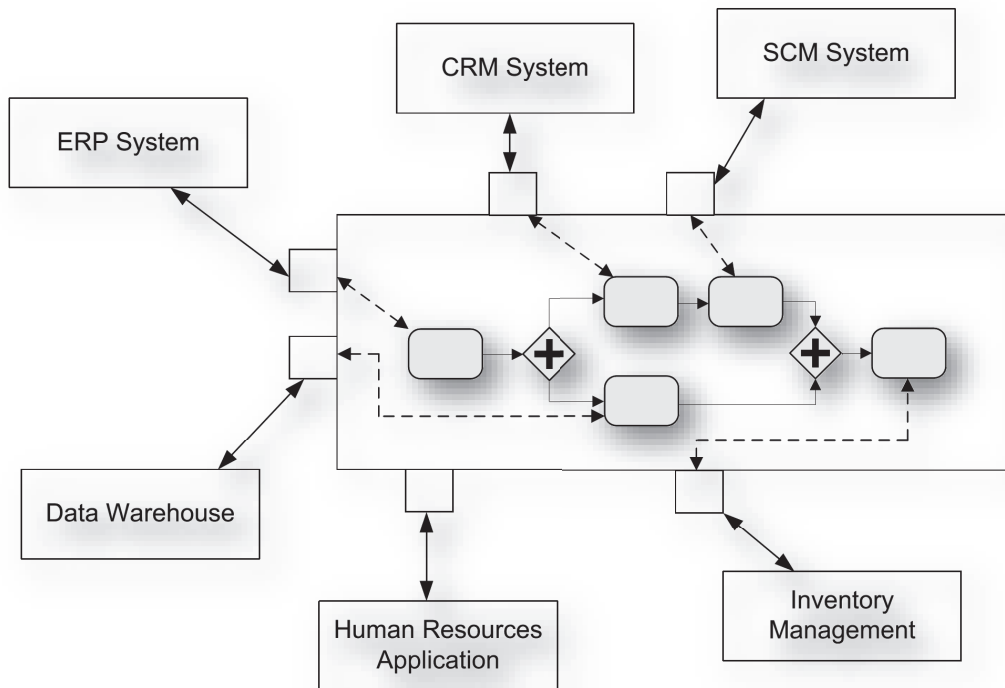 CRM System
SCM System
ERP System
Data Warehouse
Human Resources
Application
Inventory
Management